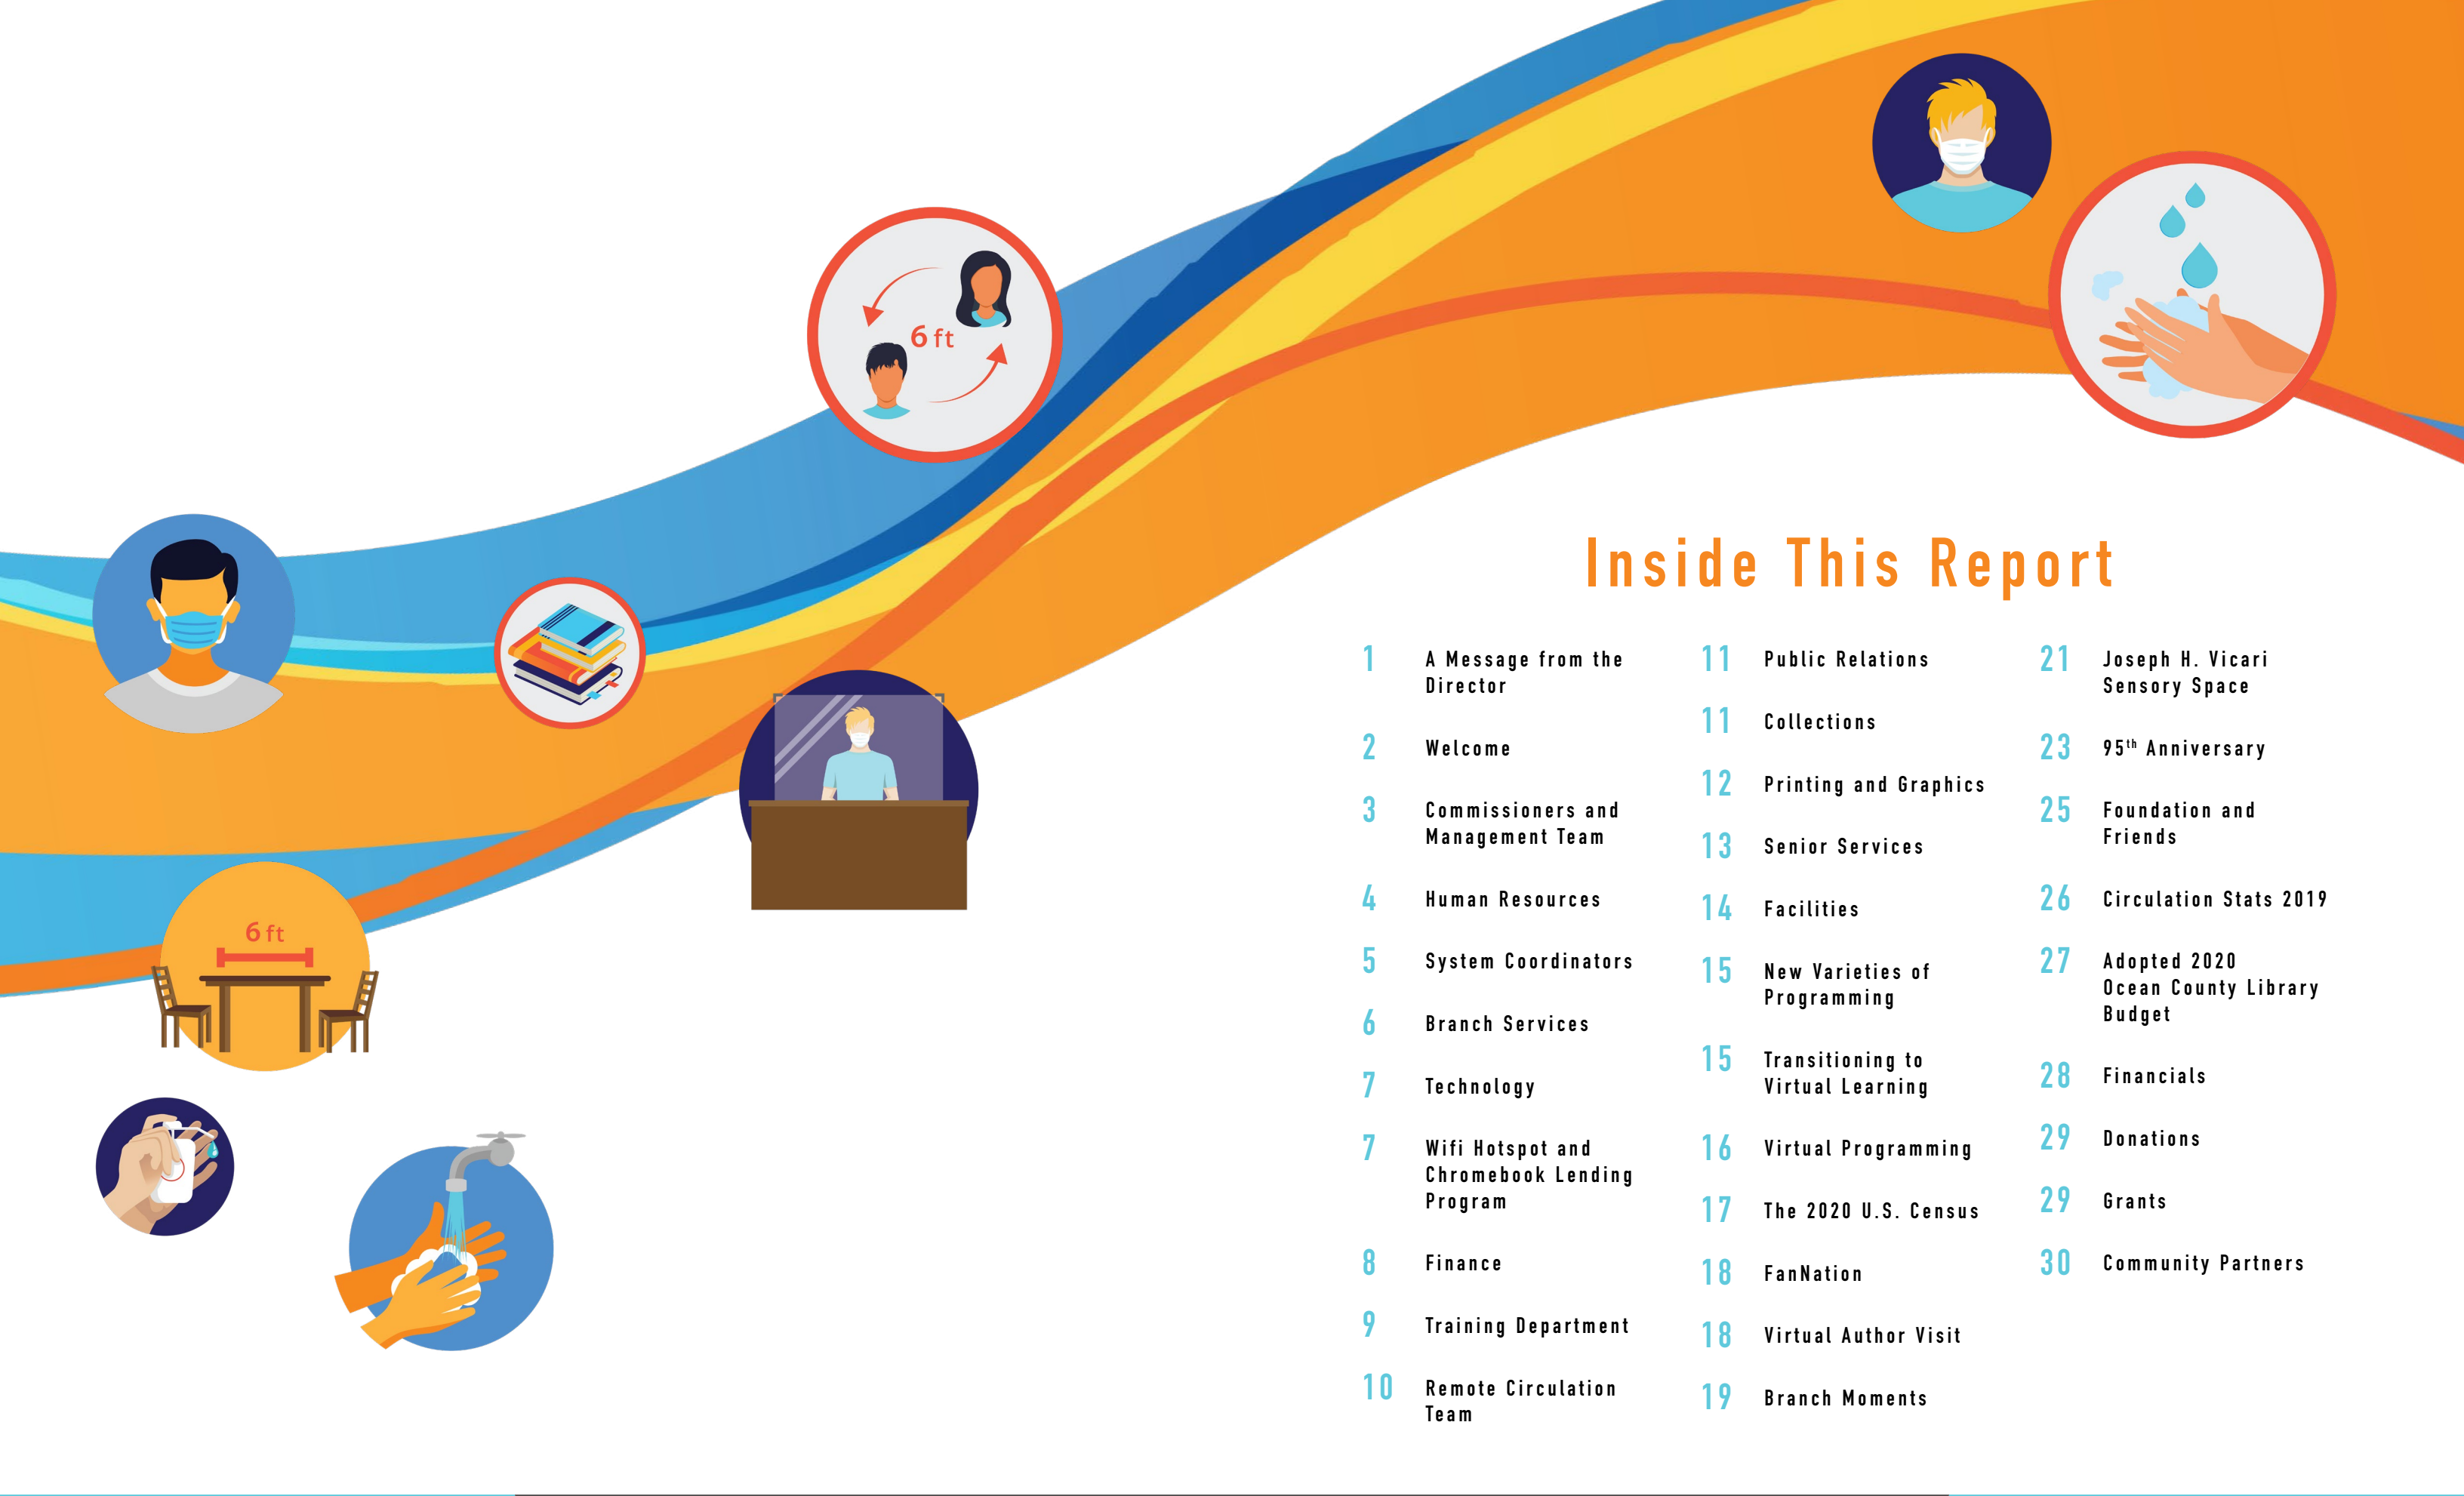 6 ft
6 ft
Inside This Report
1 A Message from the
Director
2 Welcome
3 Commissioners and
Management Team
4 Human Resources
5 System Coordinators
6 Branch Services
7 Technology
7 Wifi Hotspot and
Chromebook Lending
Program
8 Finance
9 Training Department
10 Remote Circulation
Team
11 Public Relations
11 Collections
12 Printing and Graphics
13 Senior Services
14 Facilities
15 New Varieties of
Programming
15 Transitioning to
Virtual Learning
16 Virtual Programming
17 The 2020 U.S. Census
18 FanNation
18 Virtual Author Visit
19 Branch Moments
21 Joseph H. Vicari
Sensory Space
23 95th Anniversary
25 Foundation and
Friends
26 Circulation Stats 2019
27 Adopted 2020
Ocean County Library
Budget
28 Financials
29 Donations
29 Grants
30 Community Partners